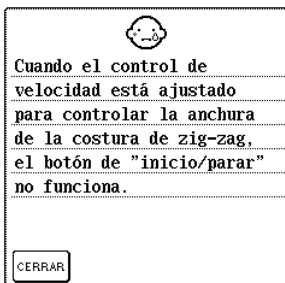 Cuando el control de
velocidad está ajustado
para controlar la anchura
de la costura de zig-zag,
el botón de "inicio/parar"
no funciona.
CERRAR